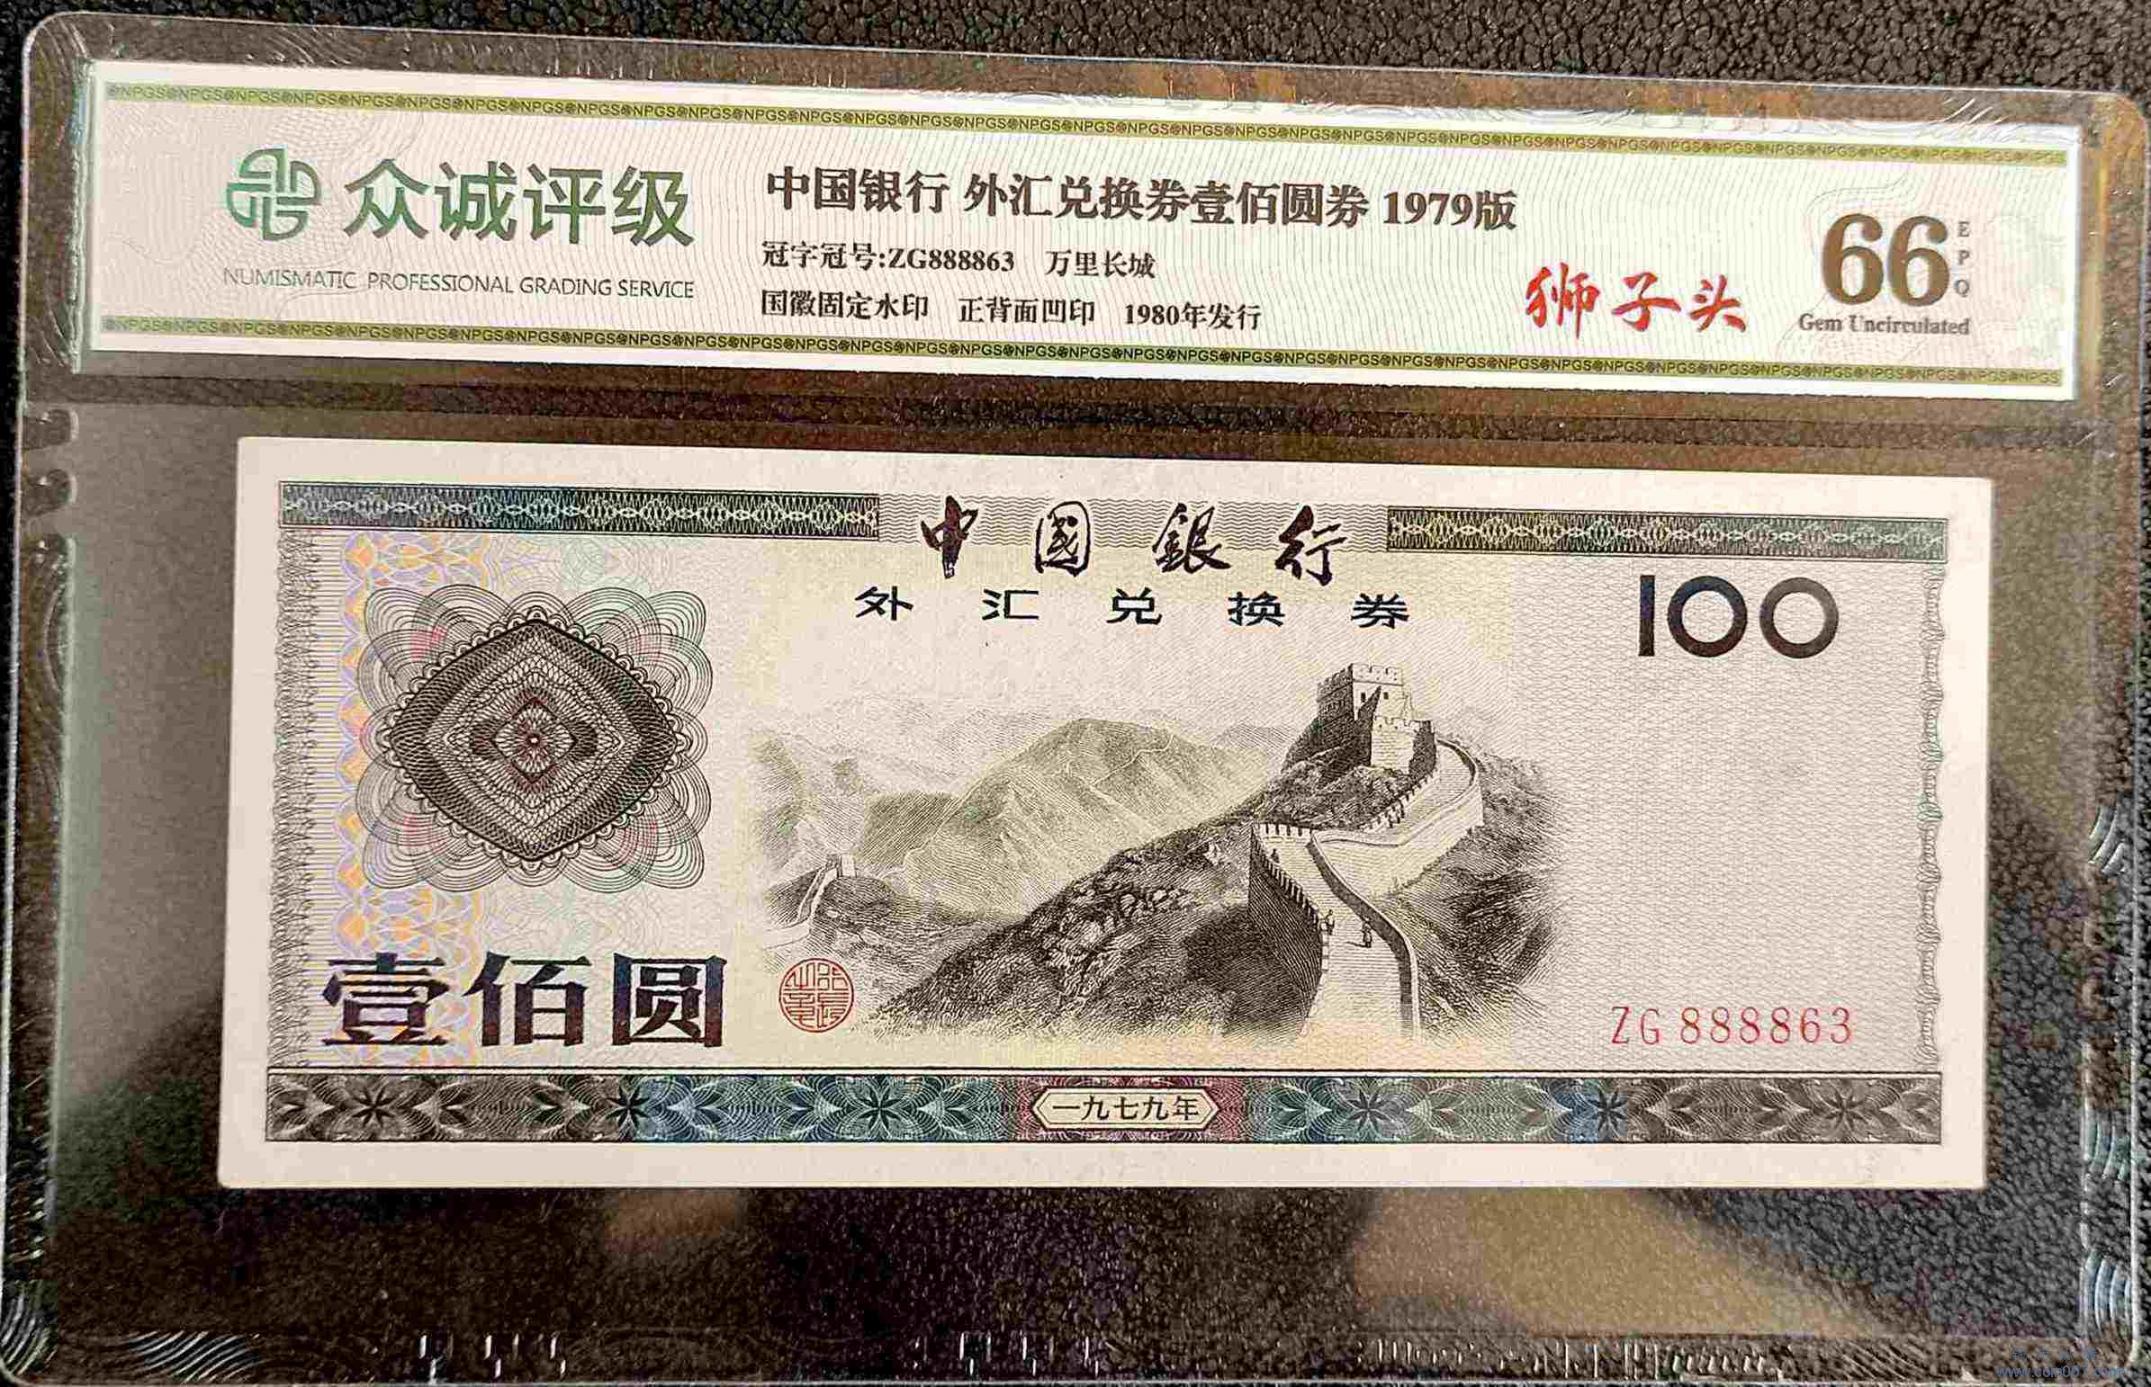 众诚评级
NUMISMATIC PROFESSIONAL GRADING SERVICE
中国银行 外汇兑换券壹佰圆券 1979版
冠字冠号:ZG888863 万里长城
国徽固定水印 正背面凹印 1980年发行
狮子头
66
EPQ
Gem Uncirculated
中國銀行
外汇兑换券
100
壹佰圆
ZG 888863
一九七九年